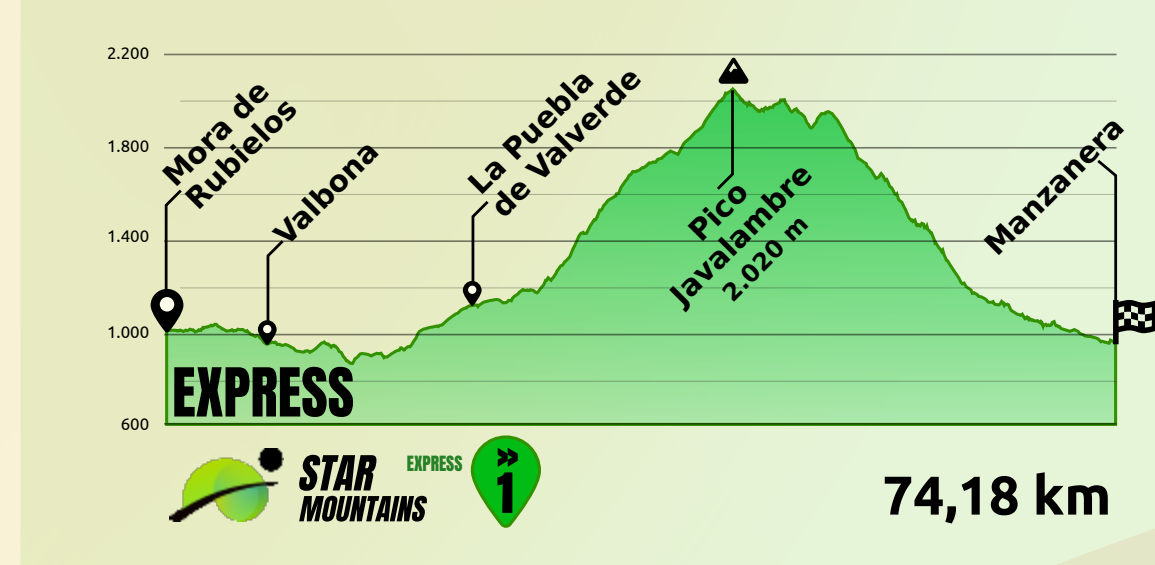 2.200
1.800
1.400
1.000
600
Mora de
Rubielos
Valbona
La Puebla
de Valverde
Pico
Javalambre
2.020 m
Manzanera
EXPRESS
STAR
MOUNTAINS
EXPRESS
»
1
74,18 km